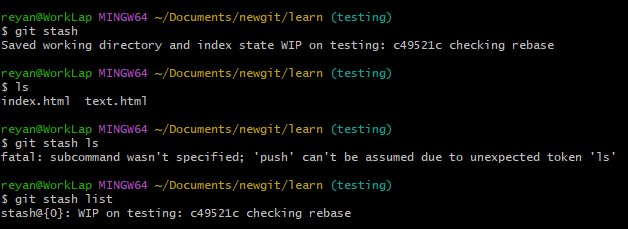 reyan@WorkLap MINGW64 ~/Documents/newgit/learn (testing)
$ git stash
Saved working directory and index state WIP on testing: c49521c checking rebase
reyan@WorkLap MINGW64 ~/Documents/newgit/learn (testing)
$ ls
index.html  text.html
reyan@WorkLap MINGW64 ~/Documents/newgit/learn (testing)
$ git stash ls
fatal: subcommand wasn't specified; 'push' can't be assumed due to unexpected token 'ls'
reyan@WorkLap MINGW64 ~/Documents/newgit/learn (testing)
$ git stash list
stash@{0}: WIP on testing: c49521c checking rebase